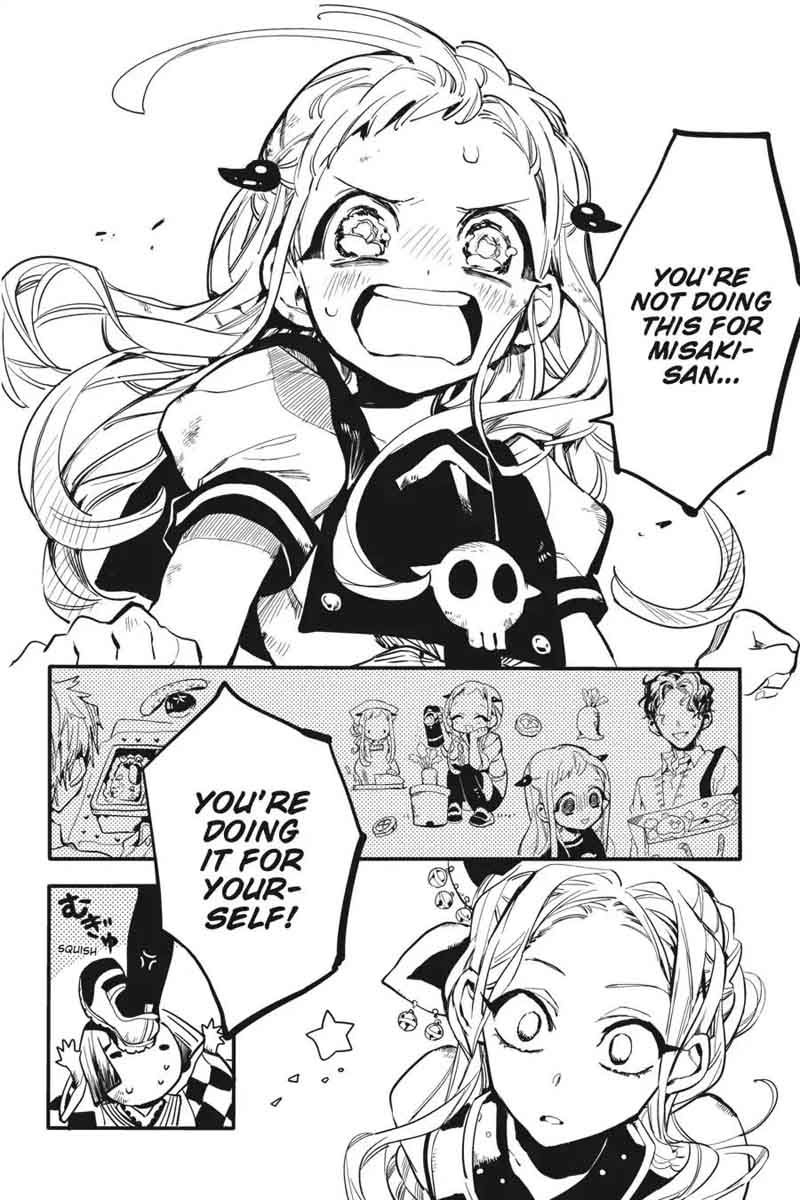 YOU'RE
NOT DOING
THIS FOR
MISAKI-
SAN...
YOU'RE
DOING
IT FOR
YOUR-
SELF!
むぎゅ
SQUISH